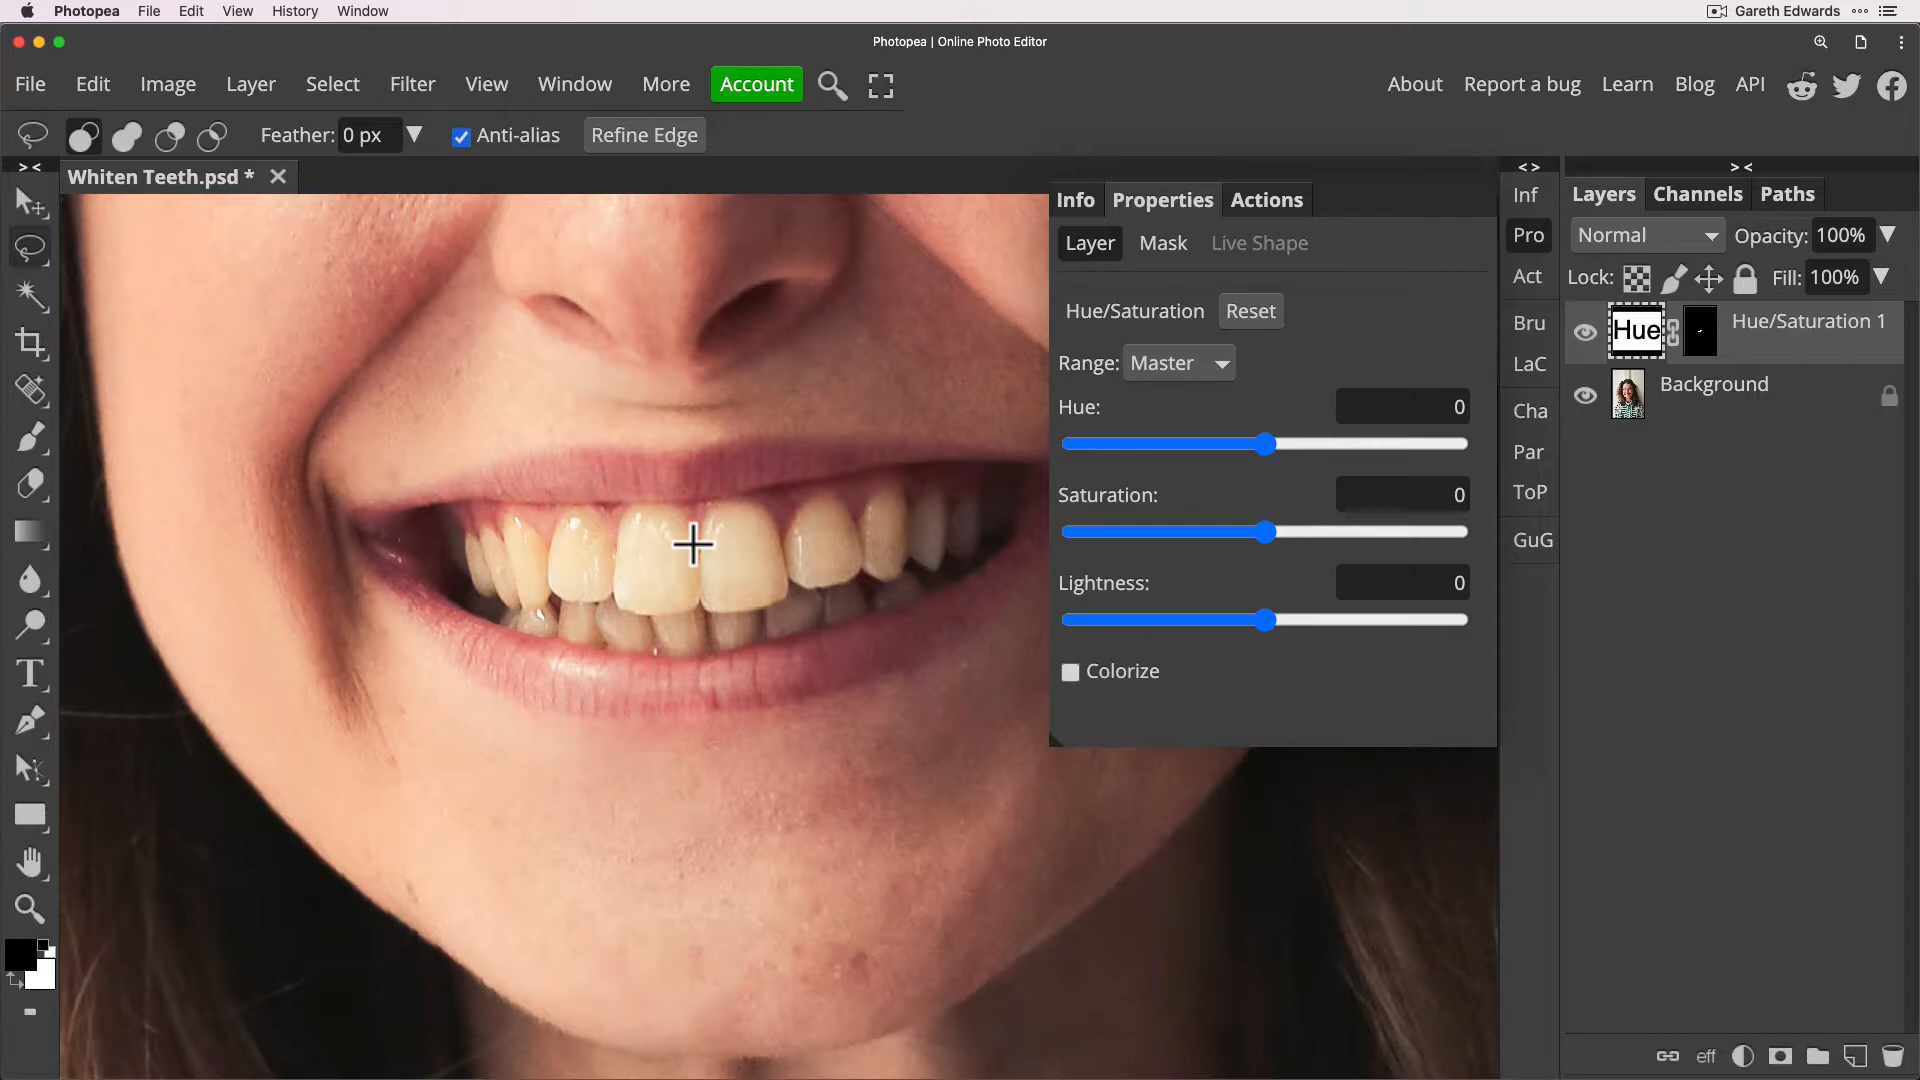 Photopea File Edit View History Window Gareth Edwards
Photopea | Online Photo Editor
File Edit Image Layer Select Filter View Window More Account About Report a bug Learn Blog API
Feather: 0 px Anti-alias Refine Edge
> < Whiten Teeth.psd *
Info Properties Actions
Layer Mask Live Shape
Hue/Saturation Reset
Range: Master
Hue: 0
Saturation: 0
Lightness: 0
Colorize
< >
Inf
Pro
Act
Bru
LaC
Cha
Par
ToP
GuG
> <
Layers Channels Paths
Normal Opacity: 100%
Lock: Fill: 100%
Hue Hue/Saturation 1
Background
eff
T